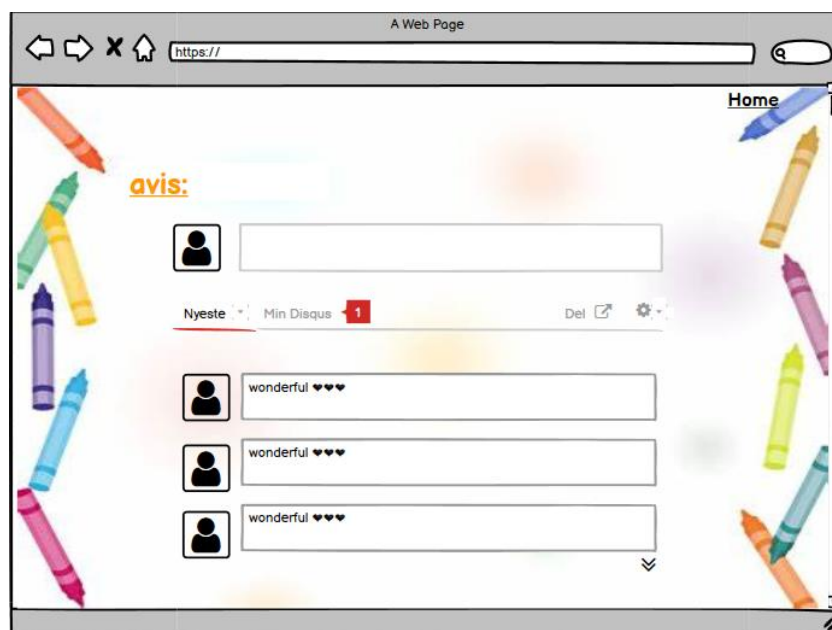 A Web Page
https://
Home
avis:
Nyeste Min Disqus 1 Del
wonderful ❤❤❤
wonderful ❤❤❤
wonderful ❤❤❤